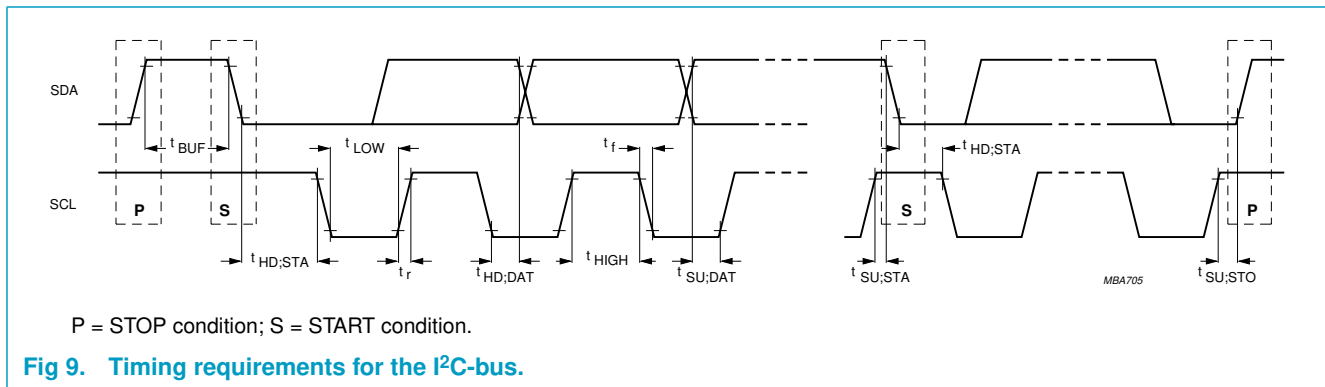 SDA
t BUF
t LOW
t f
t HD;STA
SCL
P
S
S
P
t HD;STA
t r
t HD;DAT
t HIGH
t SU;DAT
t SU;STA
MBA705
t SU;STO
P = STOP condition; S = START condition.
Fig 9. Timing requirements for the I²C-bus.